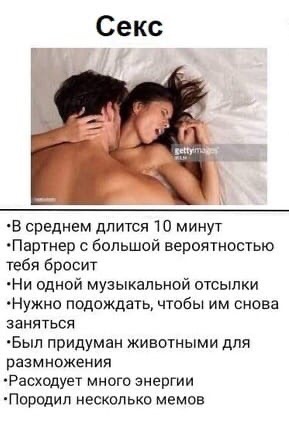 Секс
gettyimages
•В среднем длится 10 минут
•Партнер с большой вероятностью
тебя бросит
•Ни одной музыкальной отсылки
•Нужно подождать, чтобы им снова
заняться
•Был придуман животными для
размножения
•Расходует много энергии
•Породил несколько мемов